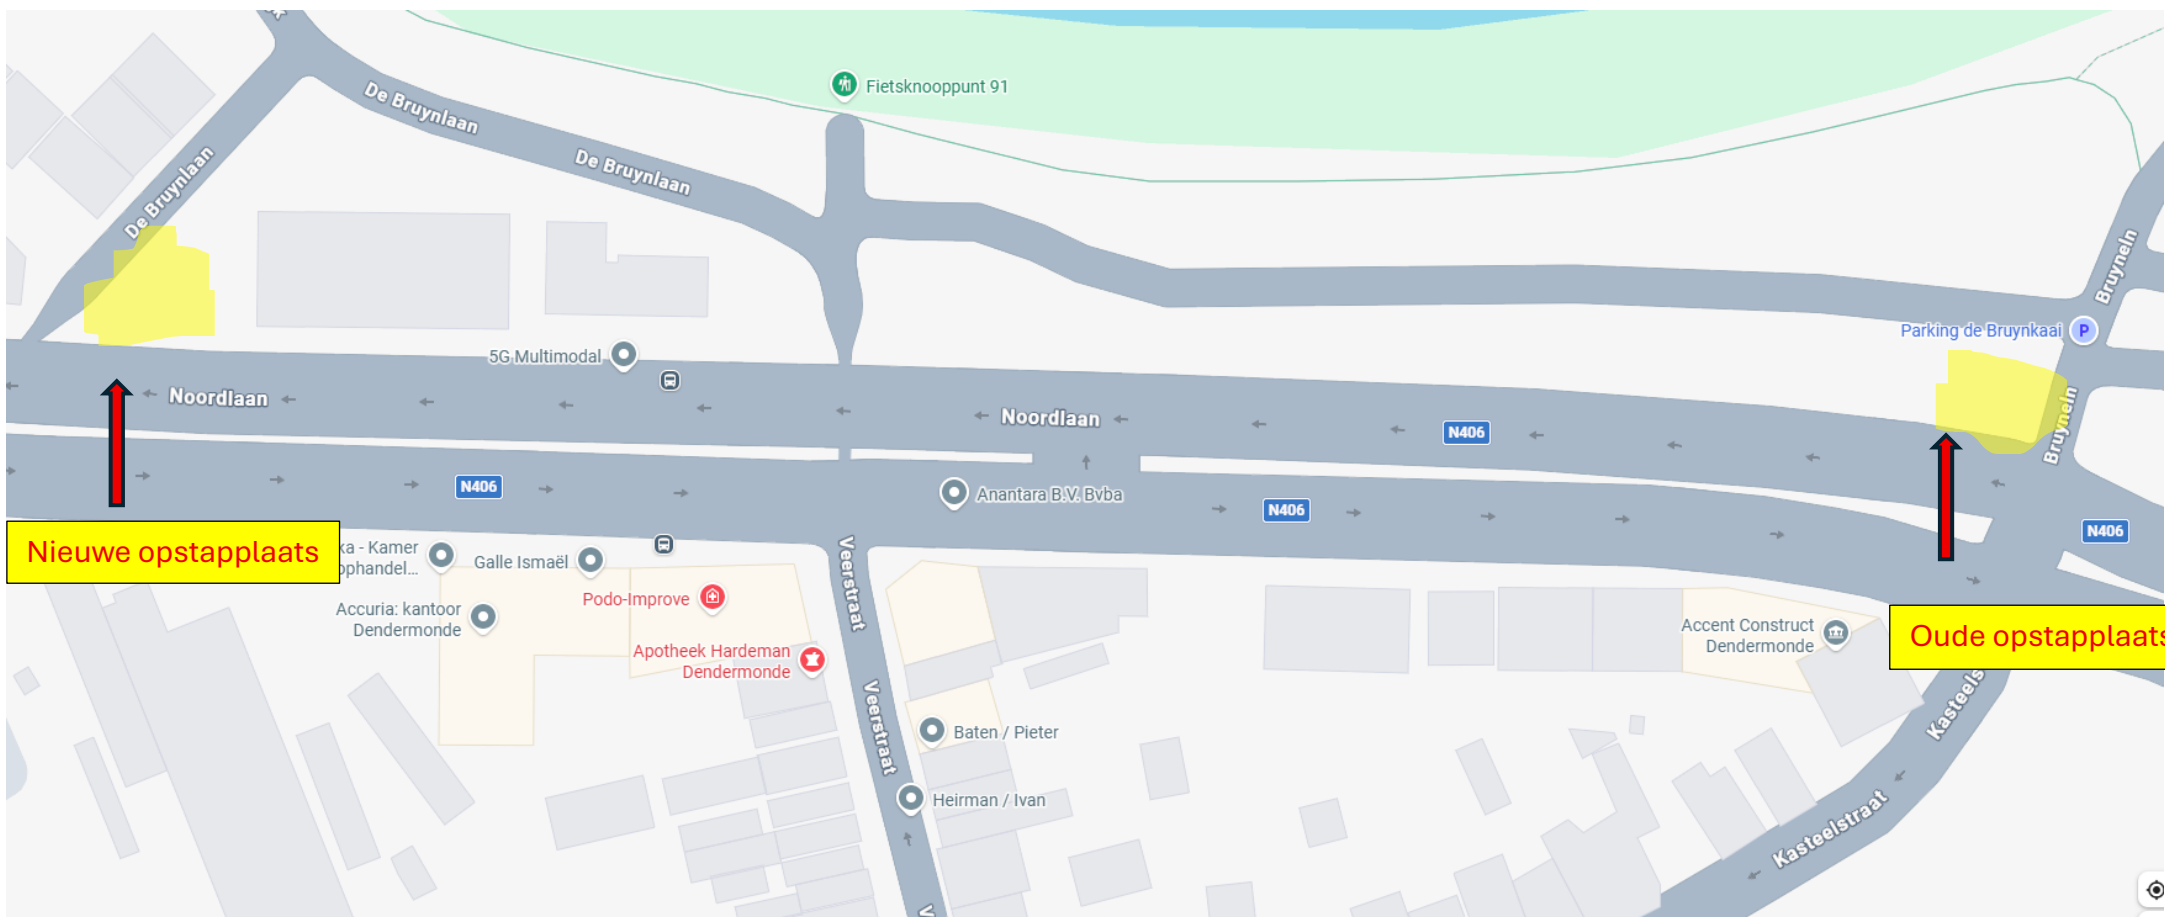 Fietsknooppunt 91
De Bruynlaan
De Bruynlaan
De Bruynlaan
Bruyneln
Parking de Bruynkaai
P
5G Multimodal
Noordlaan
Noordlaan
N406
Bruyneln
N406
Anantara B.V. Bvba
N406
N406
Nieuwe opstapplaats
ka - Kamer
ophandel...
Galle Ismaël
Veerstraat
Podo-Improve
Accuria: kantoor
Dendermonde
Apotheek Hardeman
Dendermonde
Accent Construct
Dendermonde
Oude opstapplaats
Veerstraat
Kasteels
Baten / Pieter
Heirman / Ivan
Kasteelstraat
V